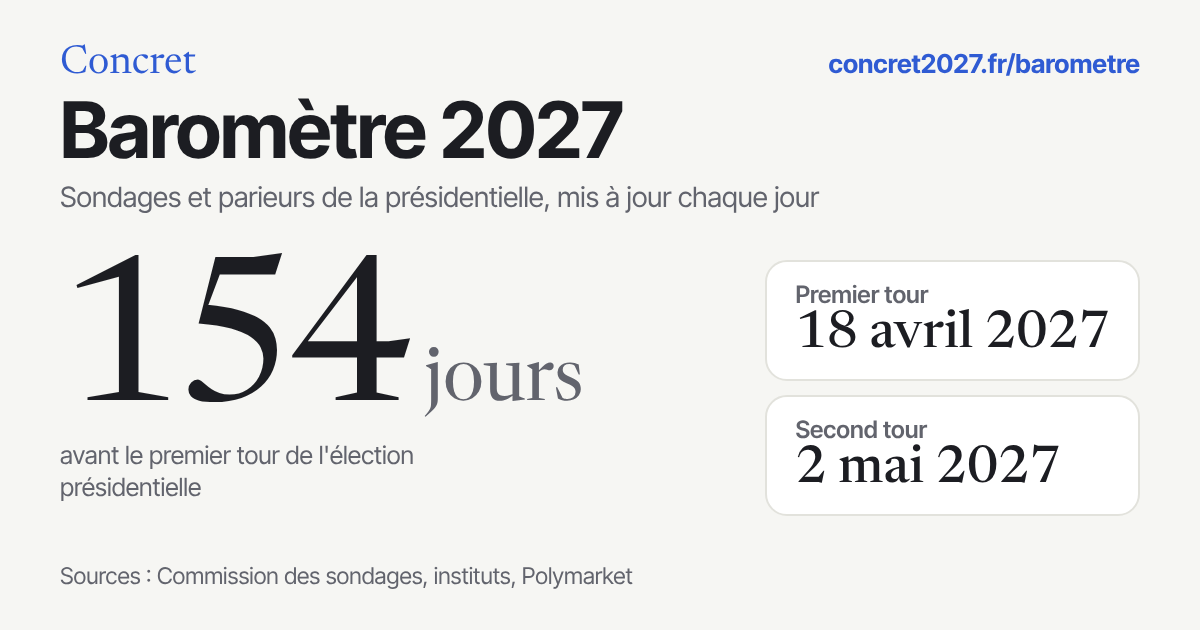 Concret
concret2027.fr/barometre
Baromètre 2027
Sondages et parieurs de la présidentielle, mis à jour chaque jour
154 jours
avant le premier tour de l'élection
présidentielle
Premier tour
18 avril 2027
Second tour
2 mai 2027
Sources : Commission des sondages, instituts, Polymarket